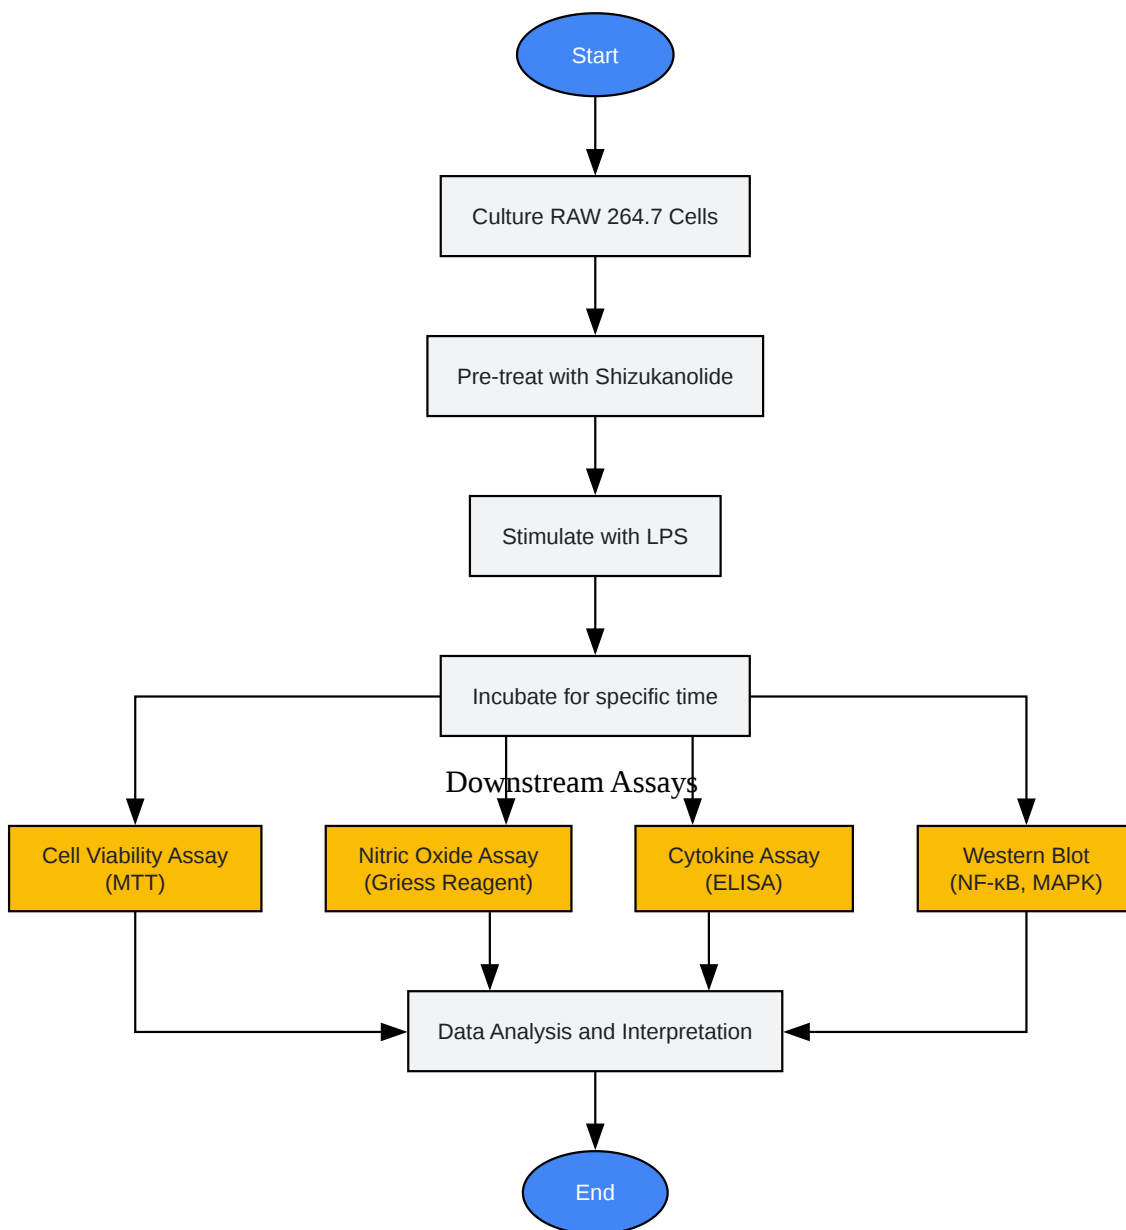 Start
Culture RAW 264.7 Cells
Pre-treat with Shizukanolide
Stimulate with LPS
Incubate for specific time
Downstream Assays
Cell Viability Assay
(MTT)
Nitric Oxide Assay
(Griess Reagent)
Cytokine Assay
(ELISA)
Western Blot
(NF-κB, MAPK)
Data Analysis and Interpretation
End